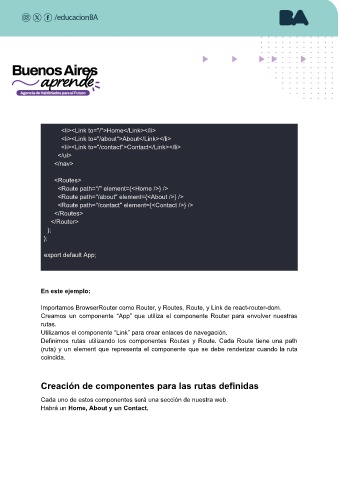 /educacionBA
BA
Buenos Aires
aprende
Agencia de Habilidades para el Futuro
<li><Link to="/">Home</Link></li>
<li><Link to="/about">About</Link></li>
<li><Link to="/contact">Contact</Link></li>
</ul>
</nav>
<Routes>
<Route path="/" element={<Home />} />
<Route path="/about" element={<About />} />
<Route path="/contact" element={<Contact />} />
</Routes>
</Router>
);
};
export default App;
En este ejemplo:
Importamos BrowserRouter como Router, y Routes, Route, y Link de react-router-dom.
Creamos un componente "App" que utiliza el componente Router para envolver nuestras
rutas.
Utilizamos el componente "Link" para crear enlaces de navegación.
Definimos rutas utilizando los componentes Routes y Route. Cada Route tiene una path
(ruta) y un element que representa el componente que se debe renderizar cuando la ruta
coincida.
Creación de componentes para las rutas definidas
Cada uno de estos componentes será una sección de nuestra web.
Habrá un Home, About y un Contact.